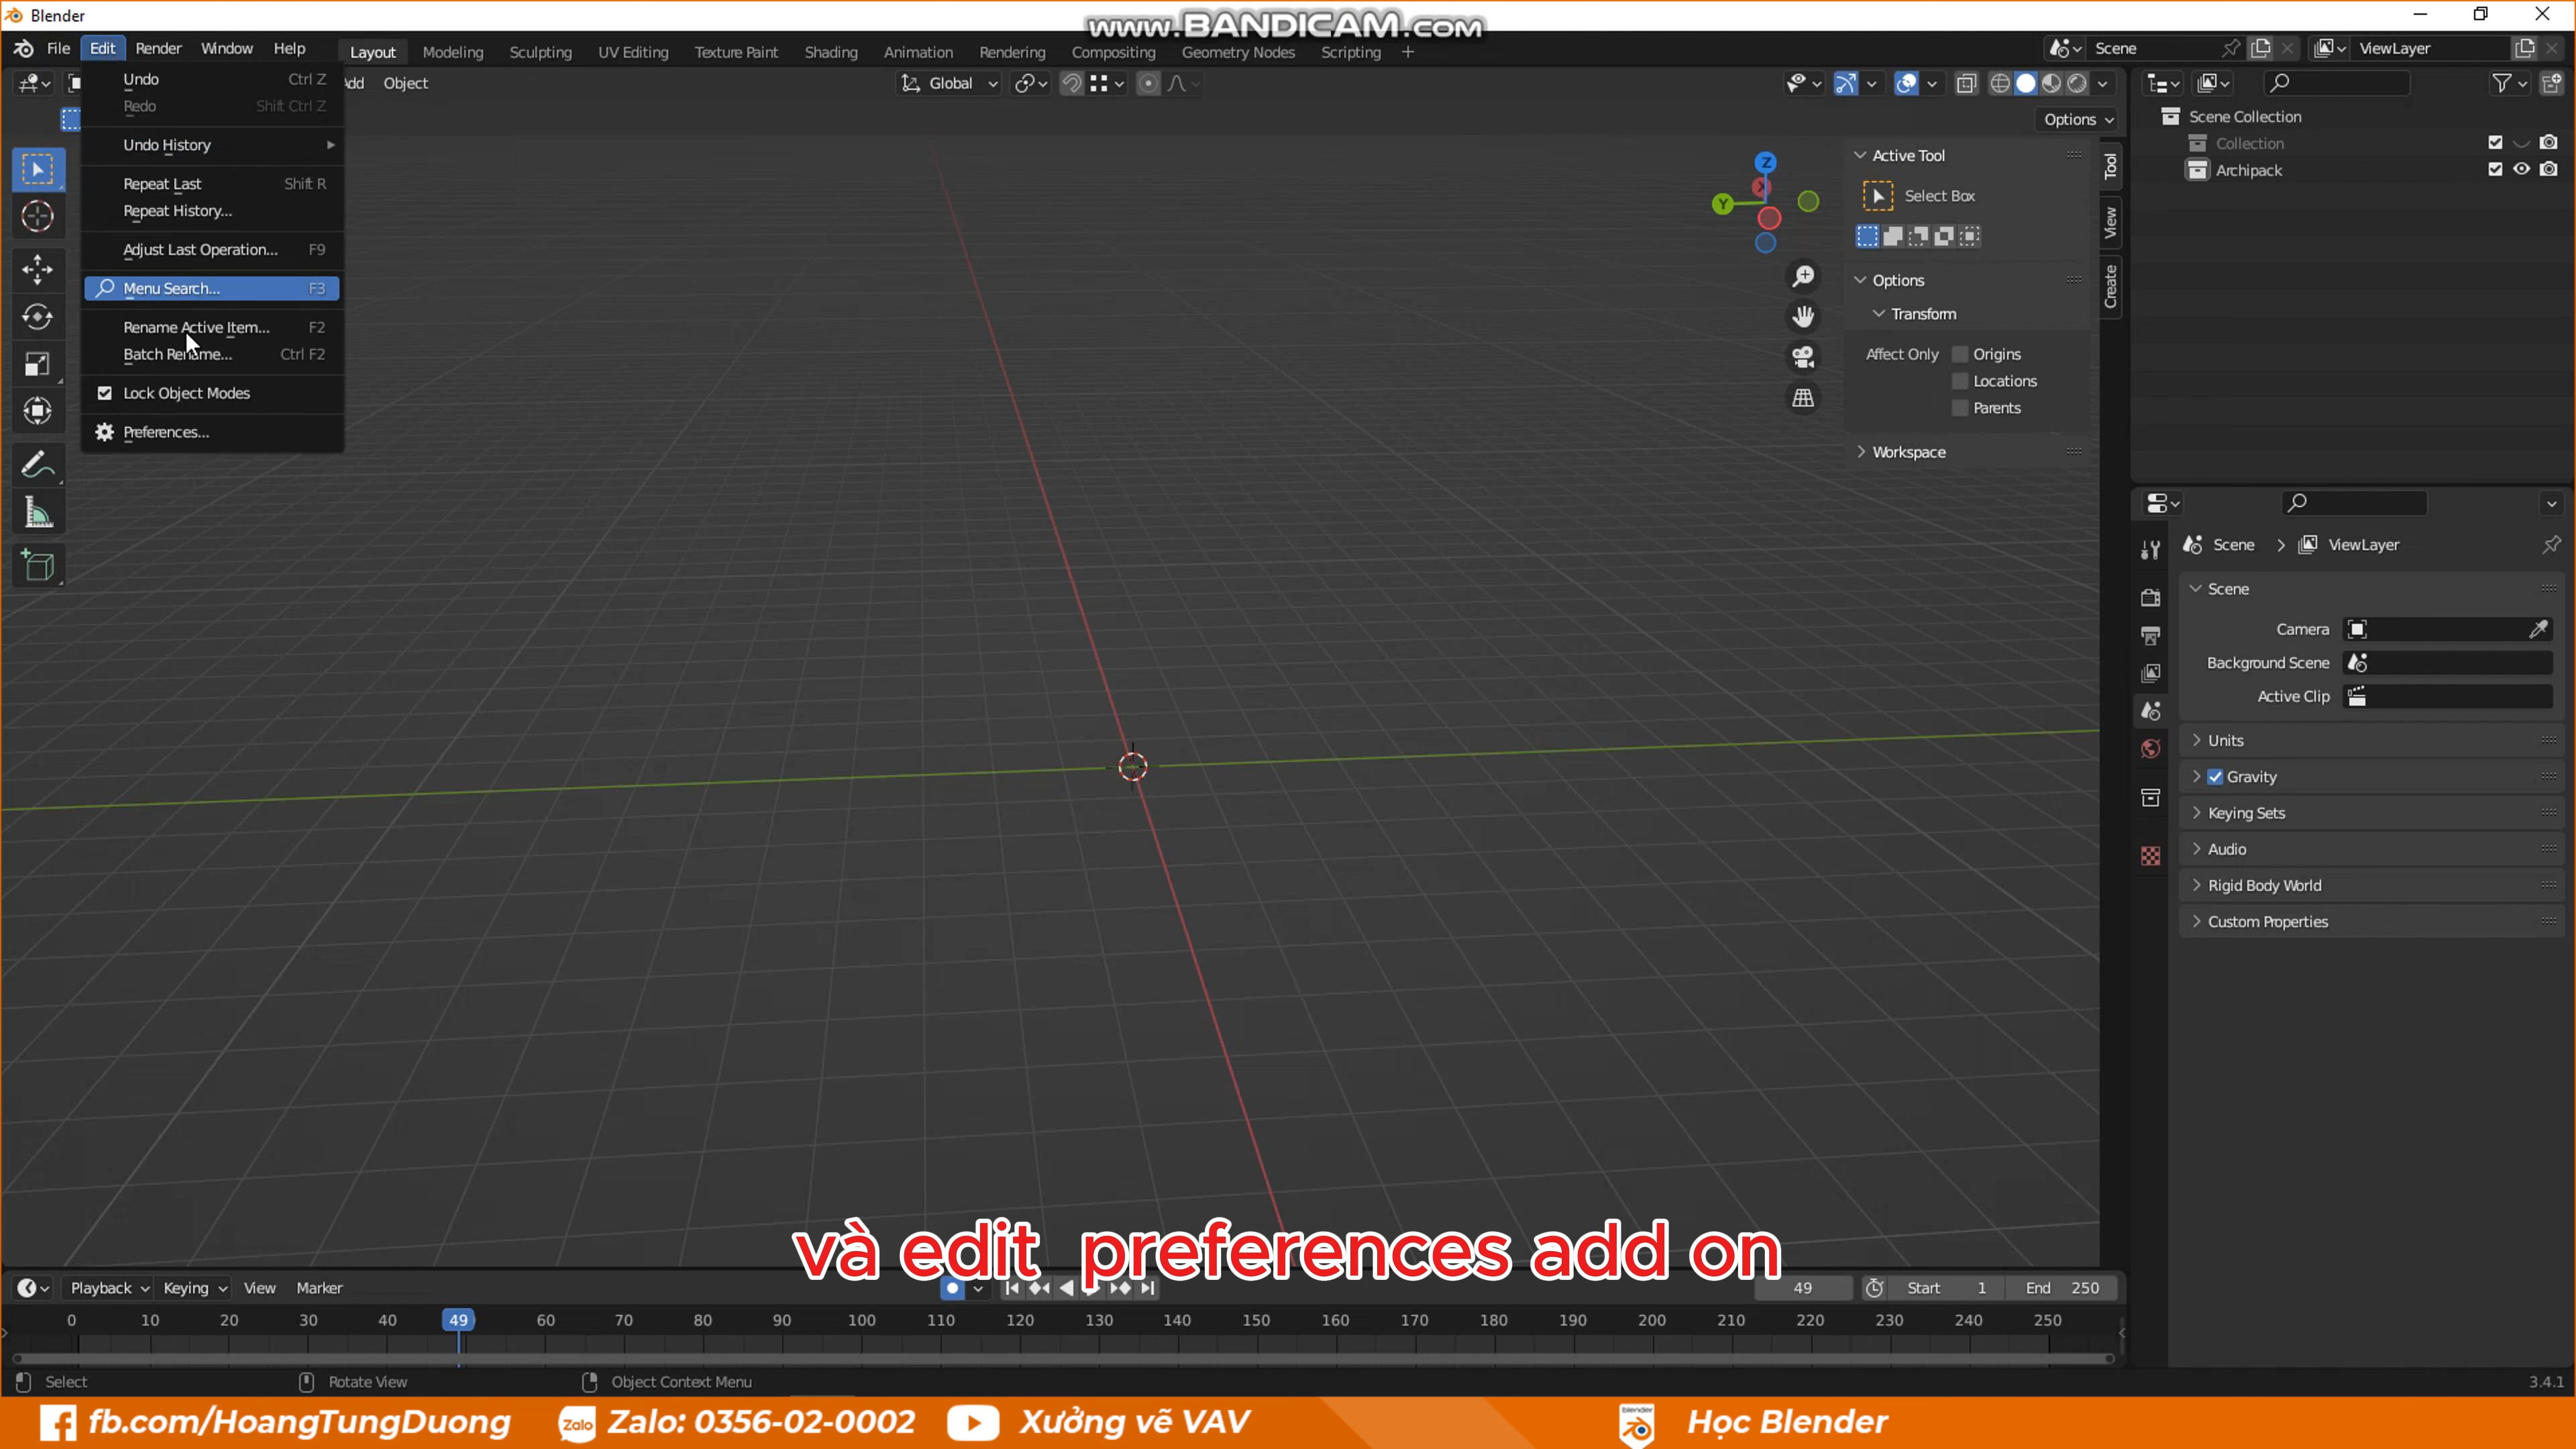 Blender
www.BANDICAM.com
File Edit Render Window Help
Layout Modeling Sculpting UV Editing Texture Paint Shading Animation Rendering Compositing Geometry Nodes Scripting +
Scene
ViewLayer
Undo Ctrl Z
Redo Shift Ctrl Z
Undo History
Repeat Last Shift R
Repeat History...
Adjust Last Operation... F9
Menu Search... F3
Rename Active Item... F2
Batch Rename... Ctrl F2
Lock Object Modes
Preferences...
Object
Global
Options
Z
X
Y
Active Tool
Select Box
Options
Transform
Affect Only Origins
Locations
Parents
Workspace
Tool
View
Create
Scene Collection
Collection
Archipack
Scene > ViewLayer
Scene
Camera
Background Scene
Active Clip
Units
Gravity
Keying Sets
Audio
Rigid Body World
Custom Properties
và edit preferences add on
Playback Keying View Marker
49 Start 1 End 250
0 10 20 30 40 49 60 70 80 90 100 110 120 130 140 150 160 170 180 190 200 210 220 230 240 250
Select Rotate View Object Context Menu
3.4.1
fb.com/HoangTungDuong
Zalo Zalo: 0356-02-0002
Xưởng vẽ VAV
blender Học Blender